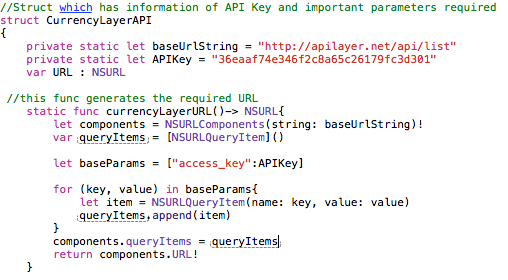 //Struct which has information of API Key and important parameters required
struct CurrencyLayerAPI
{
    private static let baseUrlString = "http://apilayer.net/api/list"
    private static let APIKey = "36eaaf74e346f2c8a65c26179fc3d301"
    var URL : NSURL
//this func generates the required URL
    static func currencyLayerURL()-> NSURL{
        let components = NSURLComponents(string: baseUrlString)!
        var queryItems = [NSURLQueryItem]()
        let baseParams = ["access_key":APIKey]
        for (key, value) in baseParams{
            let item = NSURLQueryItem(name: key, value: value)
            queryItems.append(item)
        }
        components.queryItems = queryItems
        return components.URL!
    }